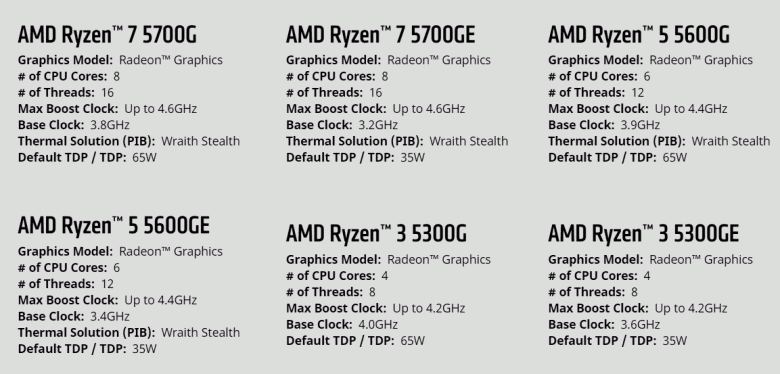 AMD Ryzen™ 7 5700G
Graphics Model: Radeon™ Graphics
# of CPU Cores: 8
# of Threads: 16
Max Boost Clock: Up to 4.6GHz
Base Clock: 3.8GHz
Thermal Solution (PIB): Wraith Stealth
Default TDP / TDP: 65W
AMD Ryzen™ 7 5700GE
Graphics Model: Radeon™ Graphics
# of CPU Cores: 8
# of Threads: 16
Max Boost Clock: Up to 4.6GHz
Base Clock: 3.2GHz
Thermal Solution (PIB): Wraith Stealth
Default TDP / TDP: 35W
AMD Ryzen™ 5 5600G
Graphics Model: Radeon™ Graphics
# of CPU Cores: 6
# of Threads: 12
Max Boost Clock: Up to 4.4GHz
Base Clock: 3.9GHz
Thermal Solution (PIB): Wraith Stealth
Default TDP / TDP: 65W
AMD Ryzen™ 5 5600GE
Graphics Model: Radeon™ Graphics
# of CPU Cores: 6
# of Threads: 12
Max Boost Clock: Up to 4.4GHz
Base Clock: 3.4GHz
Thermal Solution (PIB): Wraith Stealth
Default TDP / TDP: 35W
AMD Ryzen™ 3 5300G
Graphics Model: Radeon™ Graphics
# of CPU Cores: 4
# of Threads: 8
Max Boost Clock: Up to 4.2GHz
Base Clock: 4.0GHz
Default TDP / TDP: 65W
AMD Ryzen™ 3 5300GE
Graphics Model: Radeon™ Graphics
# of CPU Cores: 4
# of Threads: 8
Max Boost Clock: Up to 4.2GHz
Base Clock: 3.6GHz
Default TDP / TDP: 35W